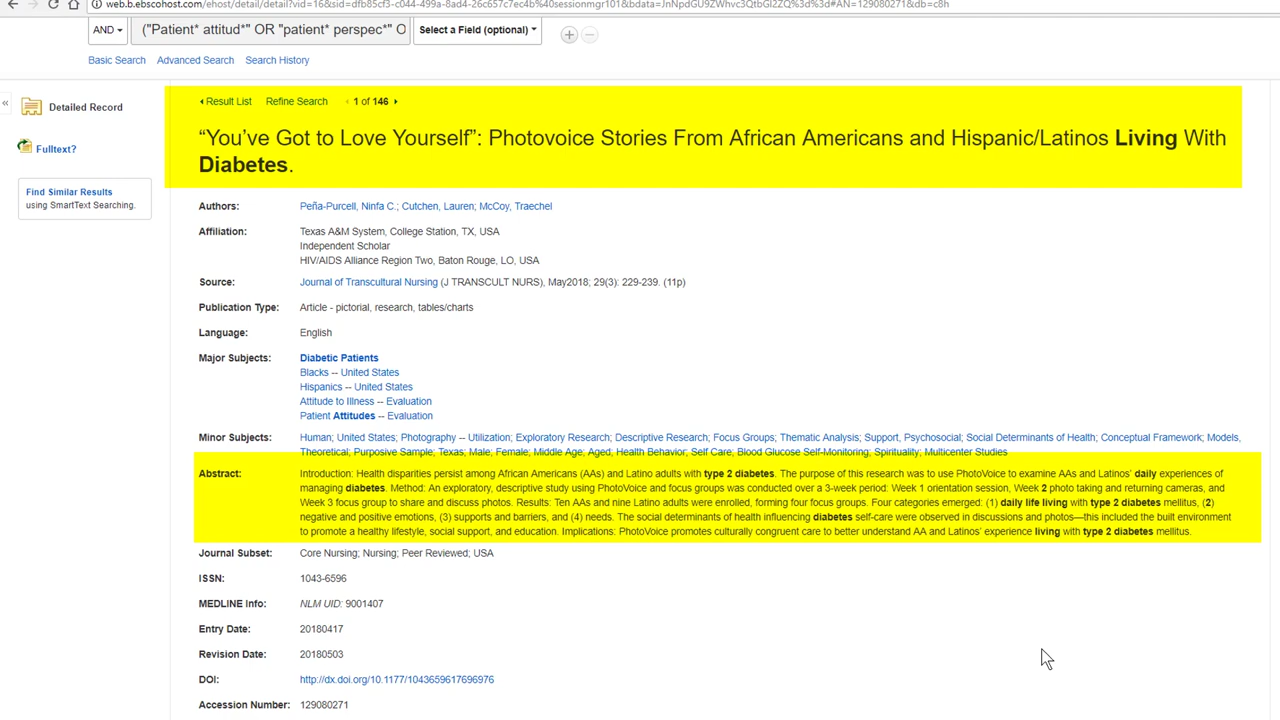 web.b.ebscohost.com/ehost/detail/detail?vid=16&sid=dfb85cf3-c044-499a-8ad4-26c657c7ec4b%40sessionmgr101&bdata=JnNpdGU9ZWhvc3QtbGl2ZQ%3d%3d#AN=129080271&db=c8h
AND ("Patient* attitud*" OR "patient* perspec*" O Select a Field (optional)
Basic Search Advanced Search Search History
« Detailed Record
Result List Refine Search 1 of 146
Fulltext?
“You’ve Got to Love Yourself”: Photovoice Stories From African Americans and Hispanic/Latinos Living With
Diabetes.
Find Similar Results
using SmartText Searching.
Authors: Peña-Purcell, Ninfa C.; Cutchen, Lauren; McCoy, Traechel
Affiliation: Texas A&M System, College Station, TX, USA
Independent Scholar
HIV/AIDS Alliance Region Two, Baton Rouge, LO, USA
Source: Journal of Transcultural Nursing (J TRANSCULT NURS), May2018; 29(3): 229-239. (11p)
Publication Type: Article - pictorial, research, tables/charts
Language: English
Major Subjects: Diabetic Patients
Blacks -- United States
Hispanics -- United States
Attitude to Illness -- Evaluation
Patient Attitudes -- Evaluation
Minor Subjects: Human; United States; Photography -- Utilization; Exploratory Research; Descriptive Research; Focus Groups; Thematic Analysis; Support, Psychosocial; Social Determinants of Health; Conceptual Framework; Models,
Theoretical; Purposive Sample; Texas; Male; Female; Middle Age; Aged; Health Behavior; Self Care; Blood Glucose Self-Monitoring; Spirituality; Multicenter Studies
Abstract: Introduction: Health disparities persist among African Americans (AAs) and Latino adults with type 2 diabetes. The purpose of this research was to use PhotoVoice to examine AAs and Latinos’ daily experiences of
managing diabetes. Method: An exploratory, descriptive study using PhotoVoice and focus groups was conducted over a 3-week period: Week 1 orientation session, Week 2 photo taking and returning cameras, and
Week 3 focus group to share and discuss photos. Results: Ten AAs and nine Latino adults were enrolled, forming four focus groups. Four categories emerged: (1) daily life living with type 2 diabetes mellitus, (2)
negative and positive emotions, (3) supports and barriers, and (4) needs. The social determinants of health influencing diabetes self-care were observed in discussions and photos—this included the built environment
to promote a healthy lifestyle, social support, and education. Implications: PhotoVoice promotes culturally congruent care to better understand AA and Latinos’ experience living with type 2 diabetes mellitus.
Journal Subset: Core Nursing; Nursing; Peer Reviewed; USA
ISSN: 1043-6596
MEDLINE Info: NLM UID: 9001407
Entry Date: 20180417
Revision Date: 20180503
DOI: http://dx.doi.org/10.1177/1043659617696976
Accession Number: 129080271